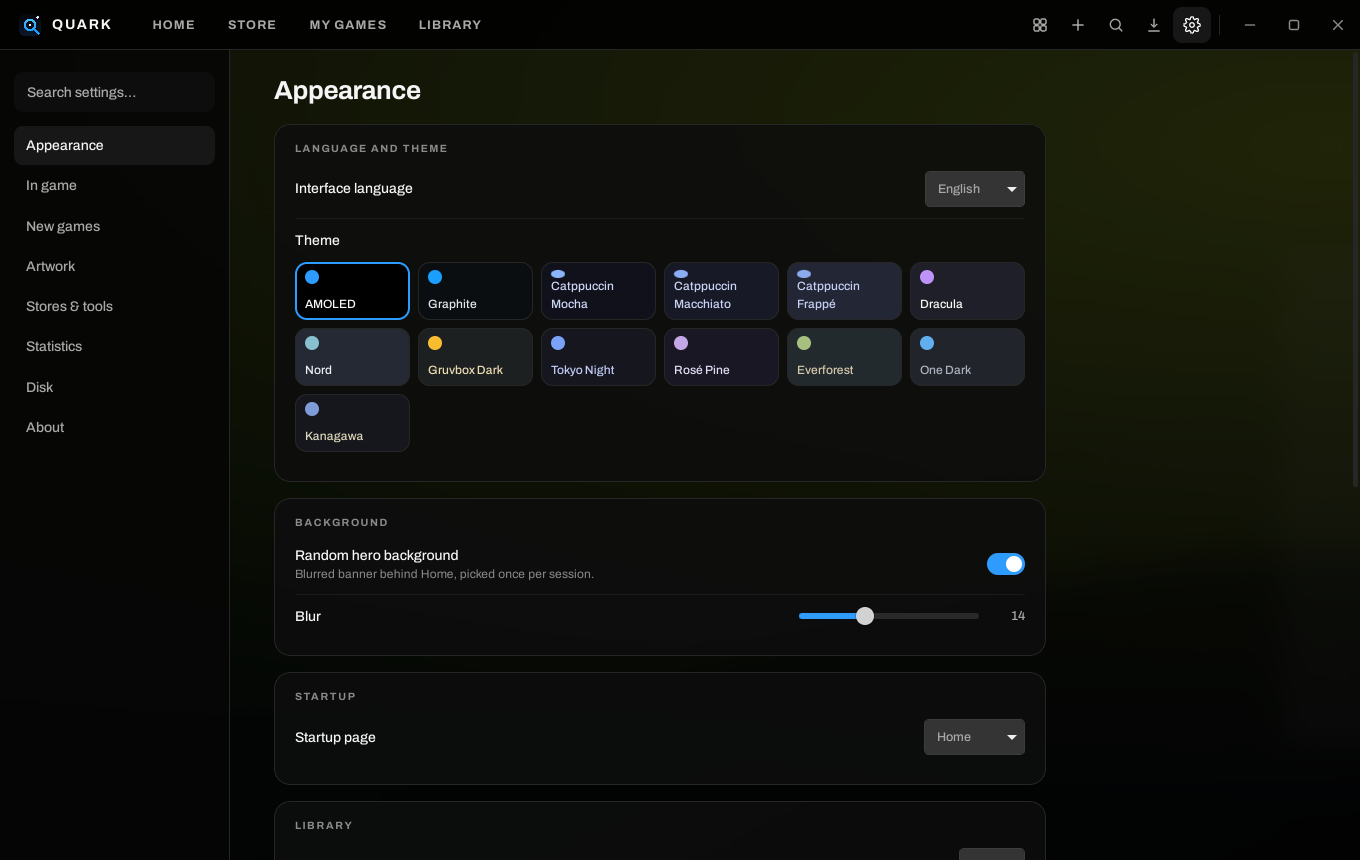 QUARK
HOME
STORE
MY GAMES
LIBRARY
Search settings...
Appearance
In game
New games
Artwork
Stores & tools
Statistics
Disk
About
Appearance
LANGUAGE AND THEME
Interface language
English
Theme
AMOLED
Graphite
Catppuccin
Mocha
Catppuccin
Macchiato
Catppuccin
Frappé
Dracula
Nord
Gruvbox Dark
Tokyo Night
Rosé Pine
Everforest
One Dark
Kanagawa
BACKGROUND
Random hero background
Blurred banner behind Home, picked once per session.
Blur
14
STARTUP
Startup page
Home
LIBRARY